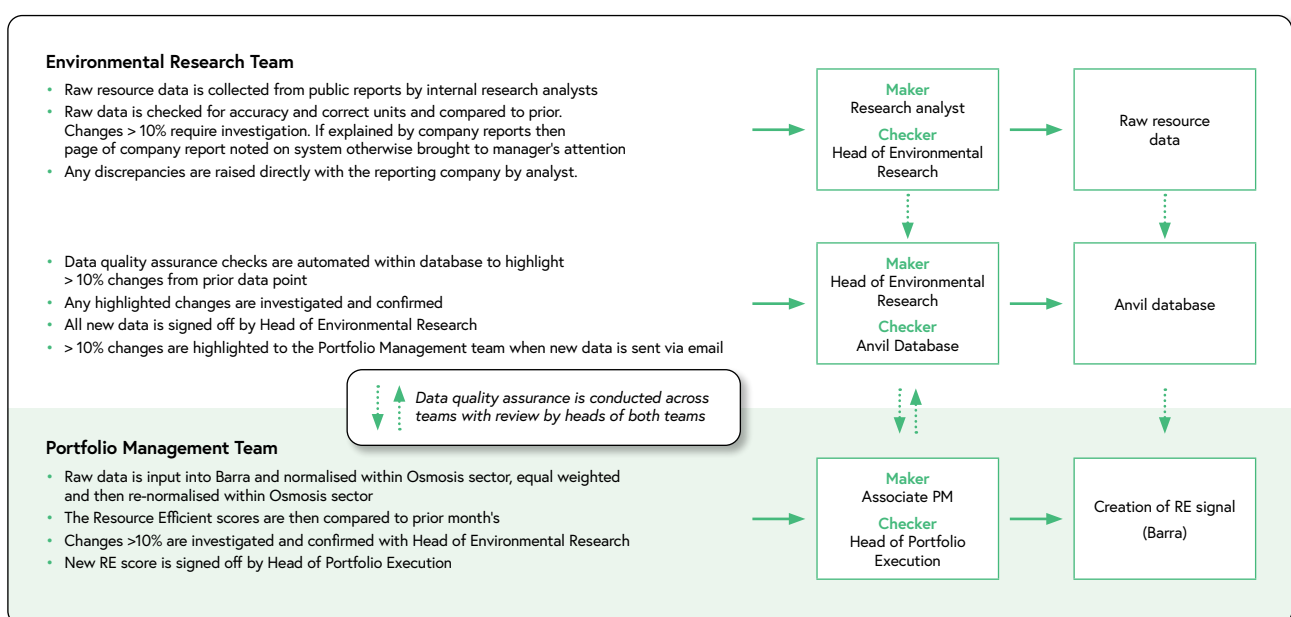 Environmental Research Team
• Raw resource data is collected from public reports by internal research analysts
• Raw data is checked for accuracy and correct units and compared to prior.
Changes > 10% require investigation. If explained by company reports then
page of company report noted on system otherwise brought to manager's attention
• Any discrepancies are raised directly with the reporting company by analyst.
Maker
Research analyst
Checker
Head of Environmental
Research
Raw resource
data
• Data quality assurance checks are automated within database to highlight
> 10% changes from prior data point
• Any highlighted changes are investigated and confirmed
• All new data is signed off by Head of Environmental Research
• > 10% changes are highlighted to the Portfolio Management team when new data is sent via email
Maker
Head of Environmental
Research
Checker
Anvil Database
Anvil database
Data quality assurance is conducted across
teams with review by heads of both teams
Portfolio Management Team
• Raw data is input into Barra and normalised within Osmosis sector, equal weighted
and then re-normalised within Osmosis sector
• The Resource Efficient scores are then compared to prior month's
• Changes >10% are investigated and confirmed with Head of Environmental Research
• New RE score is signed off by Head of Portfolio Execution
Maker
Associate PM
Checker
Head of Portfolio
Execution
Creation of RE signal
(Barra)